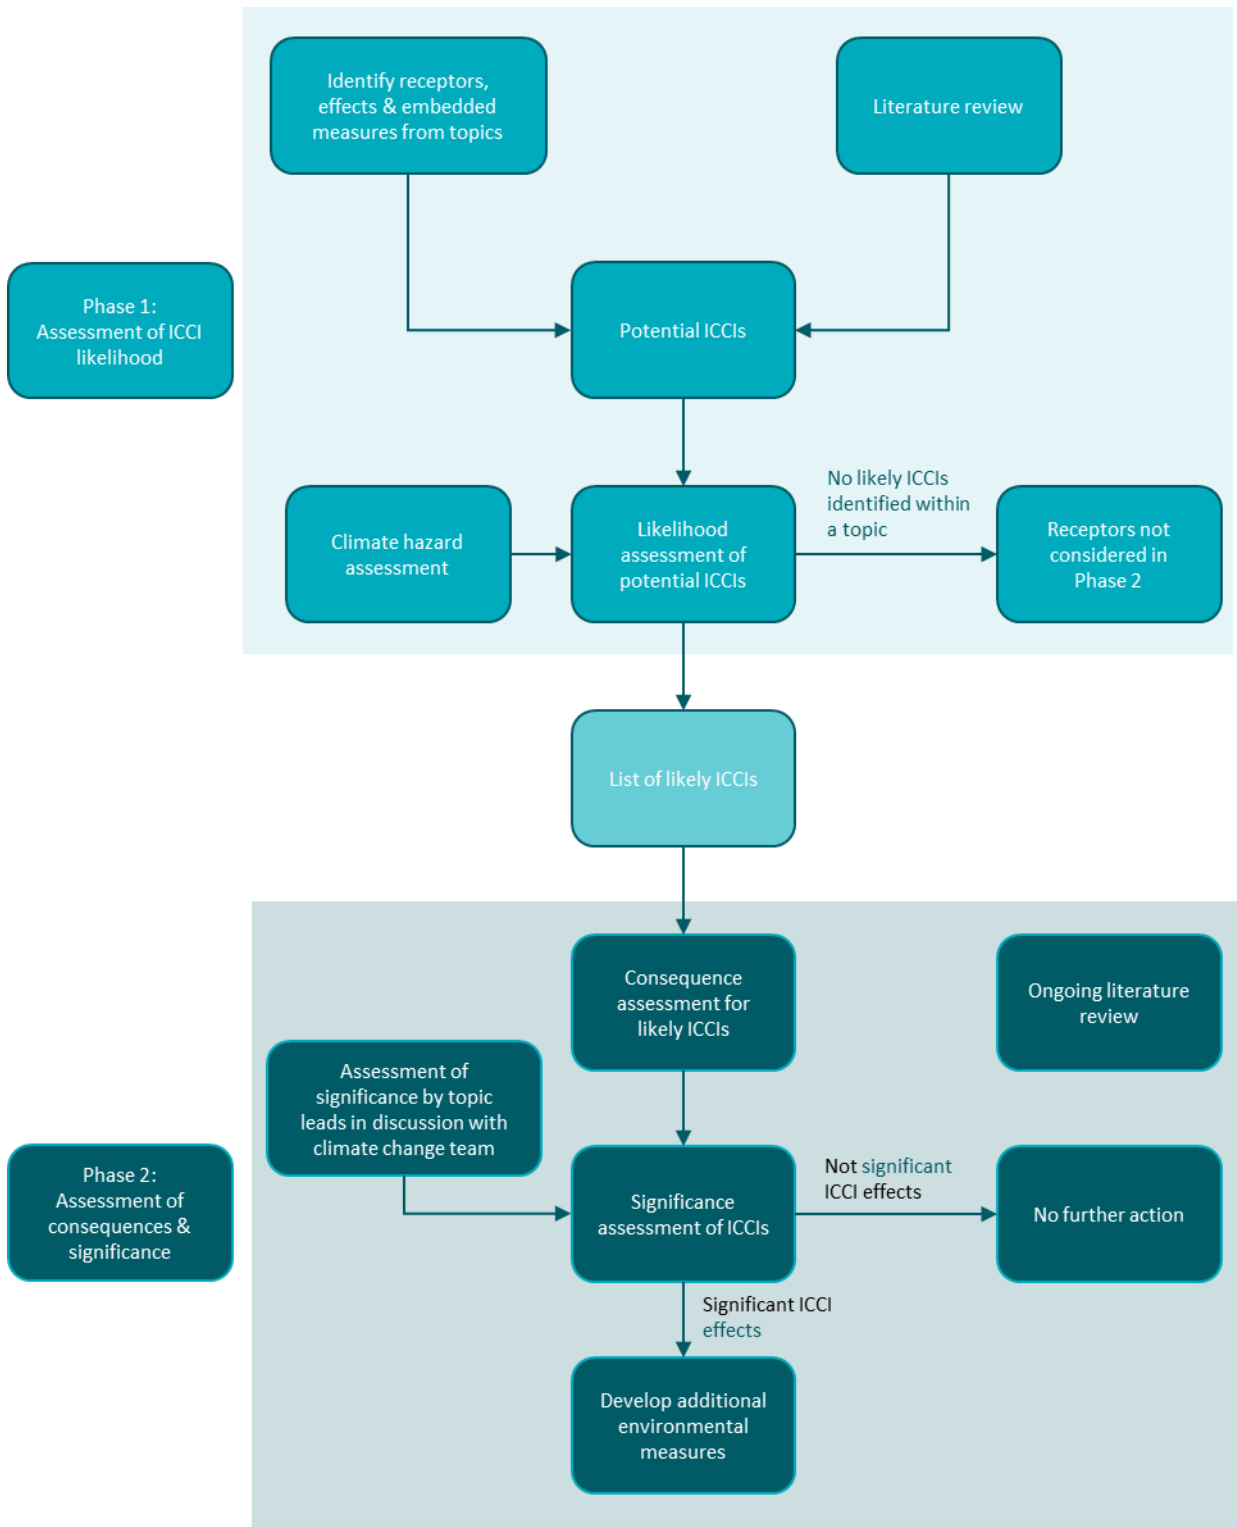 Identify receptors,
effects & embedded
measures from topics
Literature review
Phase 1:
Assessment of ICCI
likelihood
Potential ICCIs
No likely ICCIs
identified within
a topic
Climate hazard
assessment
Likelihood
assessment of
potential ICCIs
Receptors not
considered in
Phase 2
List of likely ICCIs
Consequence
assessment for
likely ICCIs
Ongoing literature
review
Assessment of
significance by topic
leads in discussion with
climate change team
Phase 2:
Assessment of
consequences &
significance
Significance
assessment of ICCIs
Not significant
ICCI effects
No further action
Significant ICCI
effects
Develop additional
environmental
measures